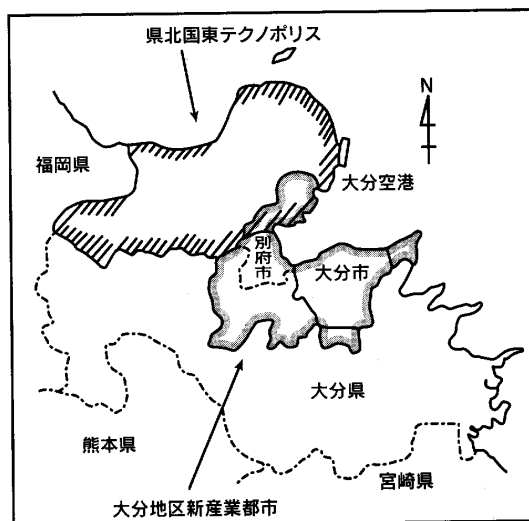 県北国東テクノポリス
N
福岡県
大分空港
別府市
大分市
大分県
熊本県
宮崎県
大分地区新産業都市